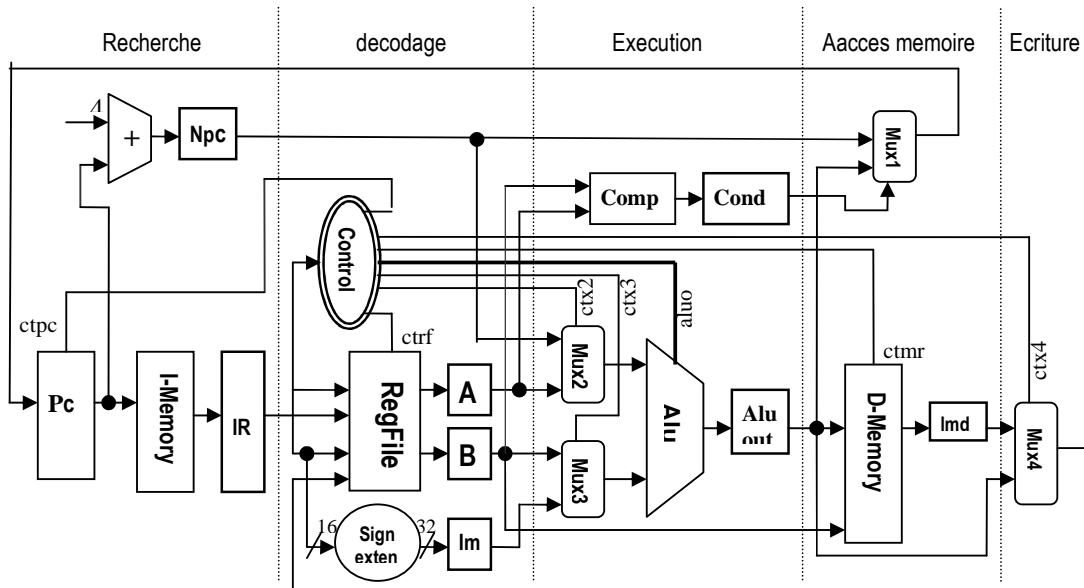 Recherche
decodage
Execution
Aacces memoire
Ecriture
4
+
Npc
Mux1
Comp
Cond
Control
ctpc
ctrf
ctx2
ctx3
aluo
ctmr
ctx4
Pc
I-Memory
IR
RegFile
A
B
Mux2
Mux3
Alu
Alu
out
D-Memory
lmd
Mux4
16
Sign
exten
32
Im